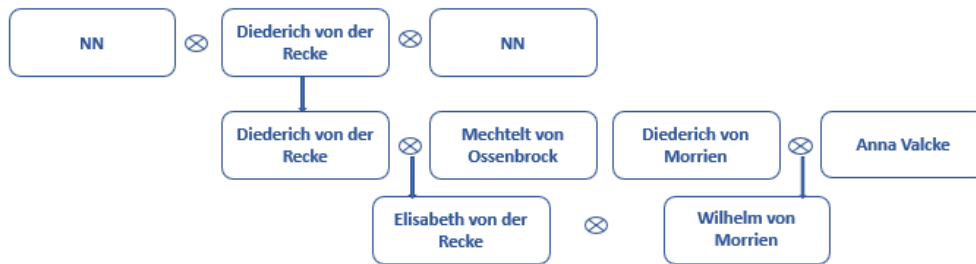 NN
Diederich von der
Recke
NN
Diederich von der
Recke
Mechtelt von
Ossenbrock
Diederich von
Morrien
Anna Valcke
Elisabeth von der
Recke
Wilhelm von
Morrien